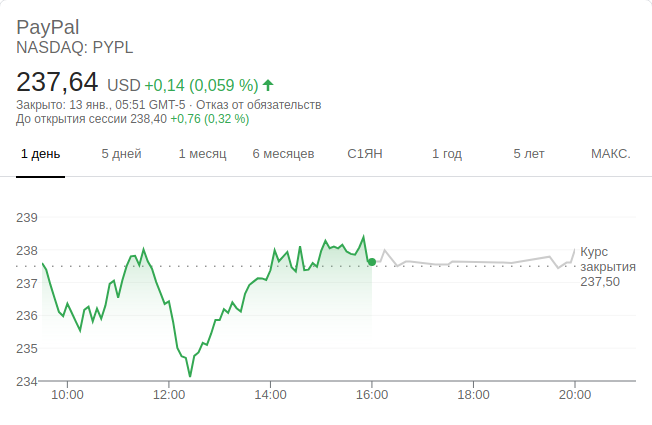 PayPal
NASDAQ: PYPL
237,64 USD +0,14 (0,059 %)
Закрыто: 13 янв., 05:51 GMT-5 · Отказ от обязательств
До открытия сессии 238,40 +0,76 (0,32 %)
1 день 5 дней 1 месяц 6 месяцев С1ЯН 1 год 5 лет МАКС.
239
238
237
236
235
234
Курс
закрытия
237,50
10:00 12:00 14:00 16:00 18:00 20:00